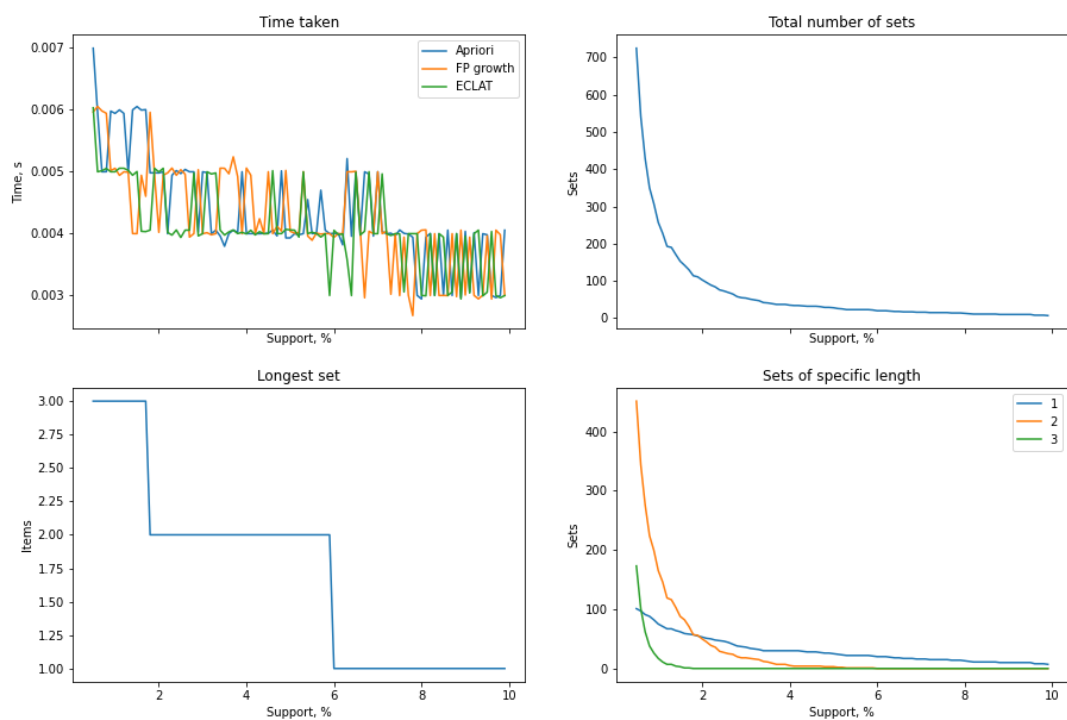 Time taken
Time, s
0.007
0.006
0.005
0.004
0.003
Apriori
FP growth
ECLAT
Support, %
Total number of sets
Sets
700
600
500
400
300
200
100
0
Support, %
Longest set
Items
3.00
2.75
2.50
2.25
2.00
1.75
1.50
1.25
1.00
2 4 6 8 10
Support, %
Sets of specific length
Sets
400
300
200
100
0
1
2
3
2 4 6 8 10
Support, %